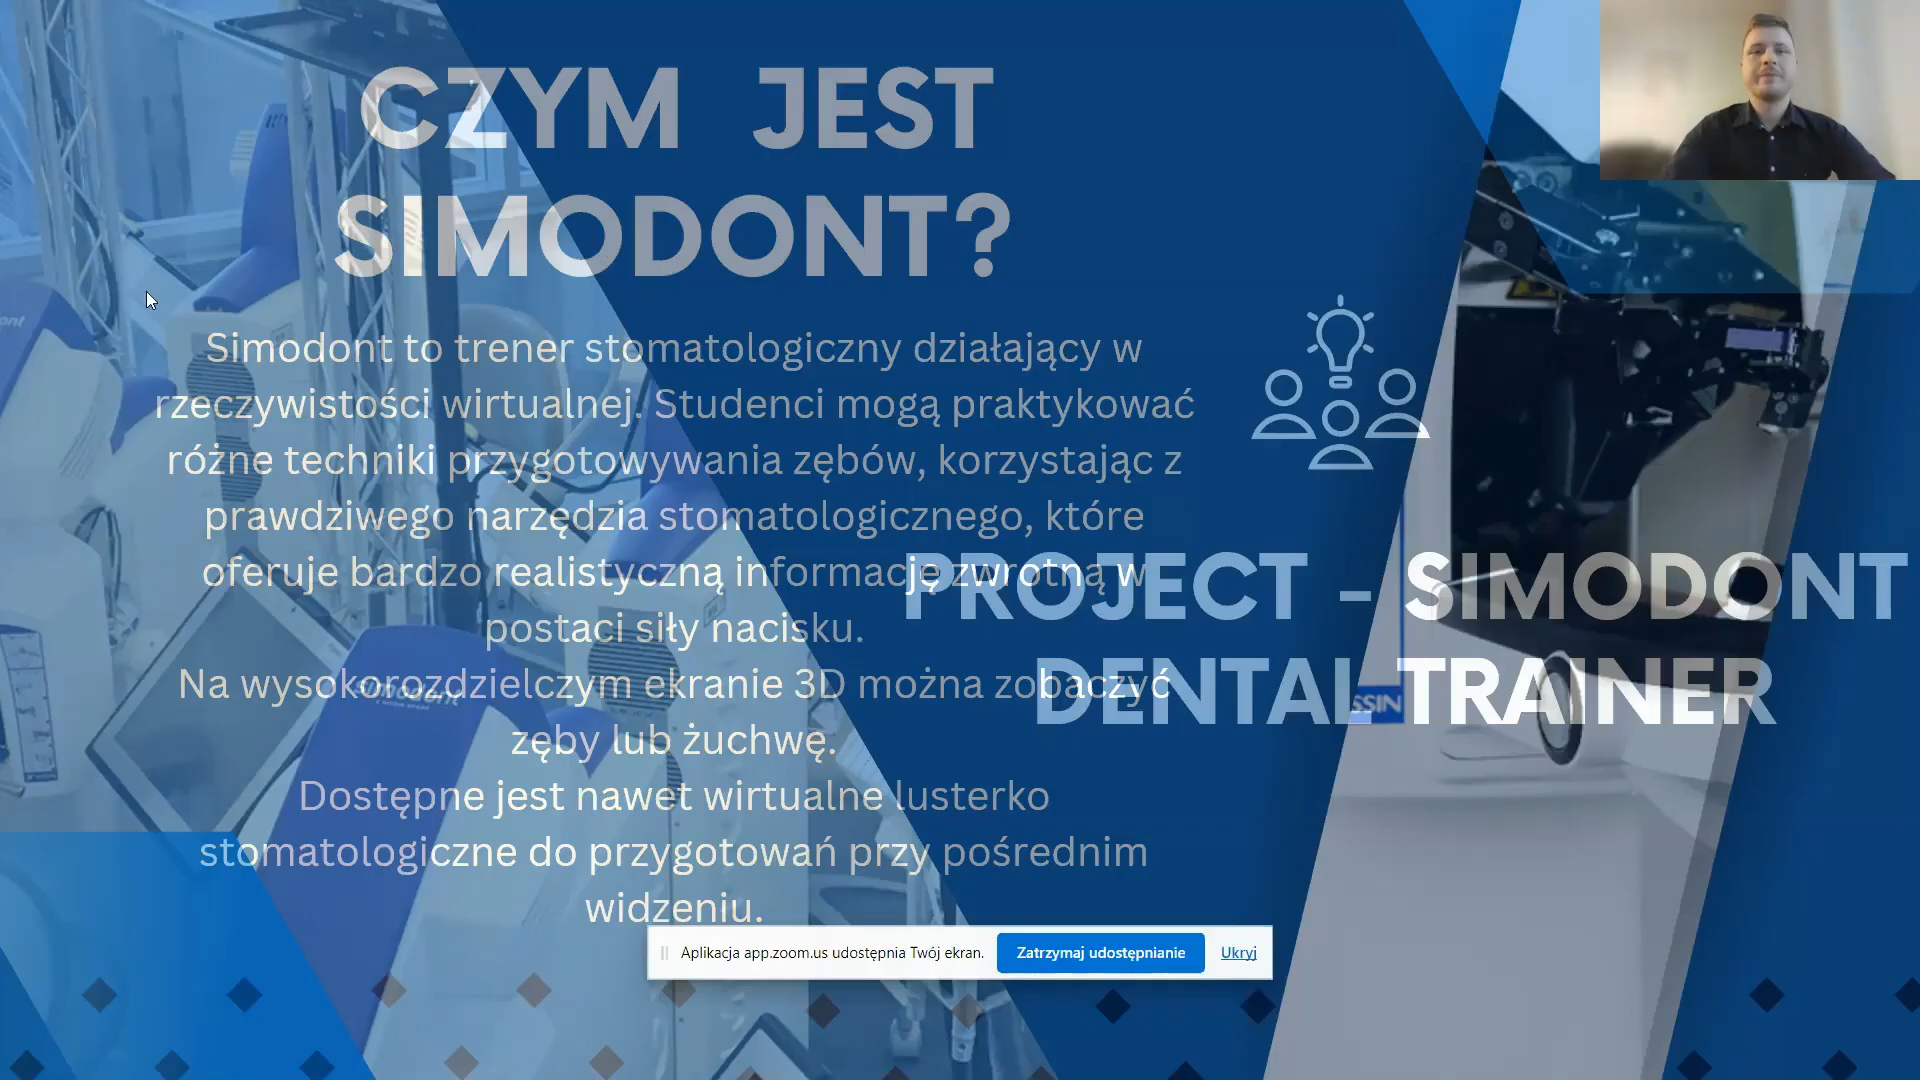 CZYM JEST
SIMODONT?
Simodont to trener stomatologiczny działający w
rzeczywistości wirtualnej. Studenci mogą praktykować
różne techniki przygotowywania zębów, korzystając z
prawdziwego narzędzia stomatologicznego, które
oferuje bardzo realistyczną informację zwrotną w
postaci siły nacisku.
Na wysokorozdzielczym ekranie 3D można zobaczyć
zęby lub żuchwę.
Dostępne jest nawet wirtualne lusterko
stomatologiczne do przygotowań przy pośrednim
widzeniu.
PROJECT - SIMODONT
DENTAL TRAINER
simodont
SSIN
Aplikacja app.zoom.us udostępnia Twój ekran.
Zatrzymaj udostępnianie
Ukryj